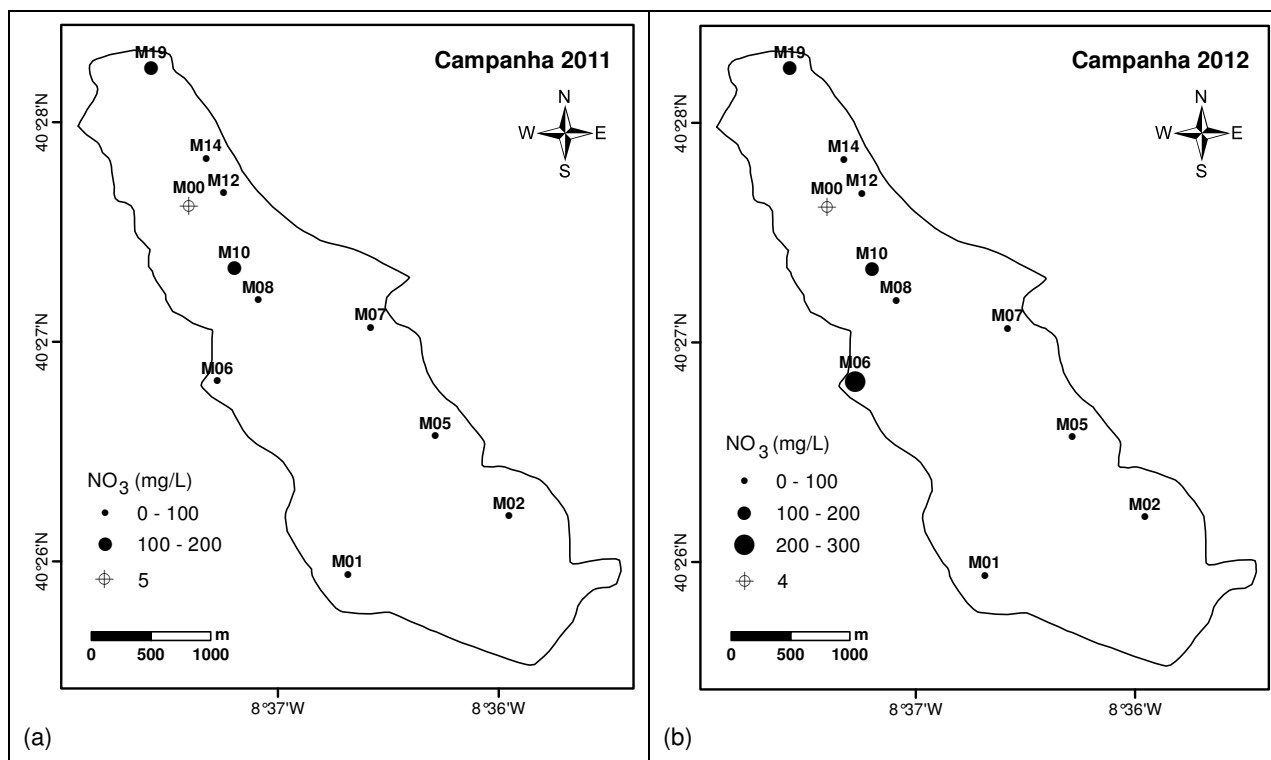 Campanha 2011
N
W E
S
40°28'N
40°27'N
40°26'N
M19
M14
M12
M00
M10
M08
M07
M06
M05
M02
M01
NO3 (mg/L)
0 - 100
100 - 200
5
m
0 500 1000
8°37'W 8°36'W
(a)
Campanha 2012
N
W E
S
40°28'N
40°27'N
40°26'N
M19
M14
M12
M00
M10
M08
M07
M06
M05
M02
M01
NO3 (mg/L)
0 - 100
100 - 200
200 - 300
4
m
0 500 1000
8°37'W 8°36'W
(b)